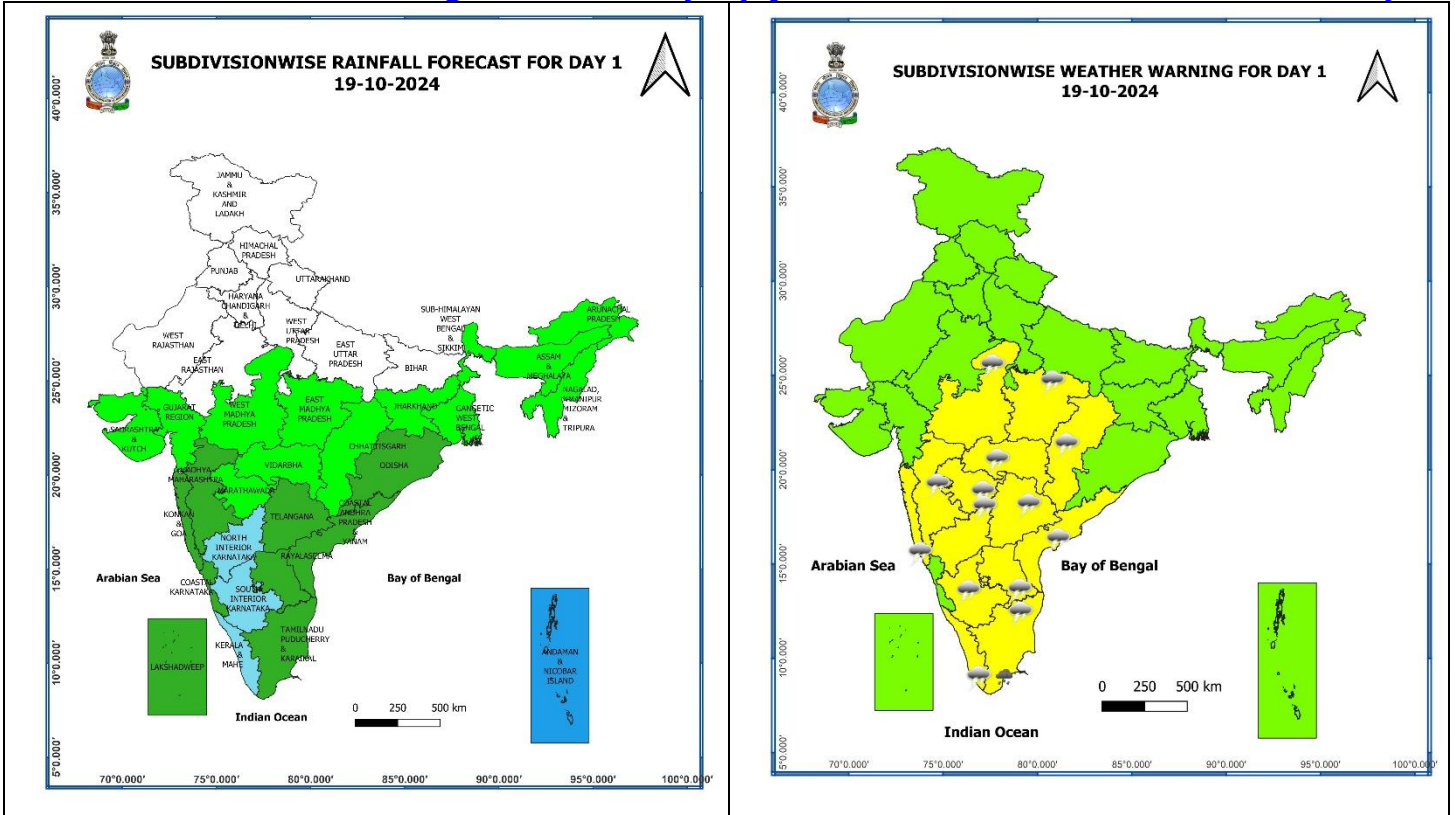 SUBDIVISIONWISE RAINFALL FORECAST FOR DAY 1
19-10-2024
40°0.000'
35°0.000'
30°0.000'
25°0.000'
20°0.000'
15°0.000'
10°0.000'
5°0.000'
JAMMU
&
KASHMIR
AND
LADAKH
HIMACHAL
PRADESH
PUNJAB
UTTARAKHAND
HARYANA
CHANDIGARH
&
DELHI
WEST
RAJASTHAN
EAST
RAJASTHAN
WEST
UTTAR
PRADESH
EAST
UTTAR
PRADESH
BIHAR
SUB-HIMALAYAN
WEST
BENGAL
&
SIKKIM
ARUNACHAL
PRADESH
ASSAM
&
MEGHALAYA
NAGALAD,
MANIPUR
MIZORAM
&
TRIPURA
GUJARAT
REGION
SAURASHTRA
&
KUTCH
WEST
MADHYA
PRADESH
EAST
MADHYA
PRADESH
JHARKHAND
GANGETIC
WEST
BENGAL
CHHATTISGARH
ODISHA
VIDARBHA
MADHYA
MAHARASHTRA
MARATHAWADA
KONKAN
&
GOA
TELANGANA
COASTAL
ANDHRA
PRADESH
&
YANAM
NORTH
INTERIOR
KARNATAKA
RAYALASEEMA
COASTAL
KARNATAKA
SOUTH
INTERIOR
KARNATAKA
TAMILNADU
PUDUCHERRY
&
KARAIKAL
KERALA
&
MAHE
LAKSHADWEEP
ANDAMAN
&
NICOBAR
ISLAND
Arabian Sea
Bay of Bengal
Indian Ocean
0 250 500 km
70°0.000' 75°0.000' 80°0.000' 85°0.000' 90°0.000' 95°0.000' 100°0.000'
SUBDIVISIONWISE WEATHER WARNING FOR DAY 1
19-10-2024
40°0.000'
35°0.000'
30°0.000'
25°0.000'
20°0.000'
15°0.000'
10°0.000'
5°0.000'
Arabian Sea
Bay of Bengal
Indian Ocean
0 250 500 km
70°0.000' 75°0.000' 80°0.000' 85°0.000' 90°0.000' 95°0.000' 100°0.000'